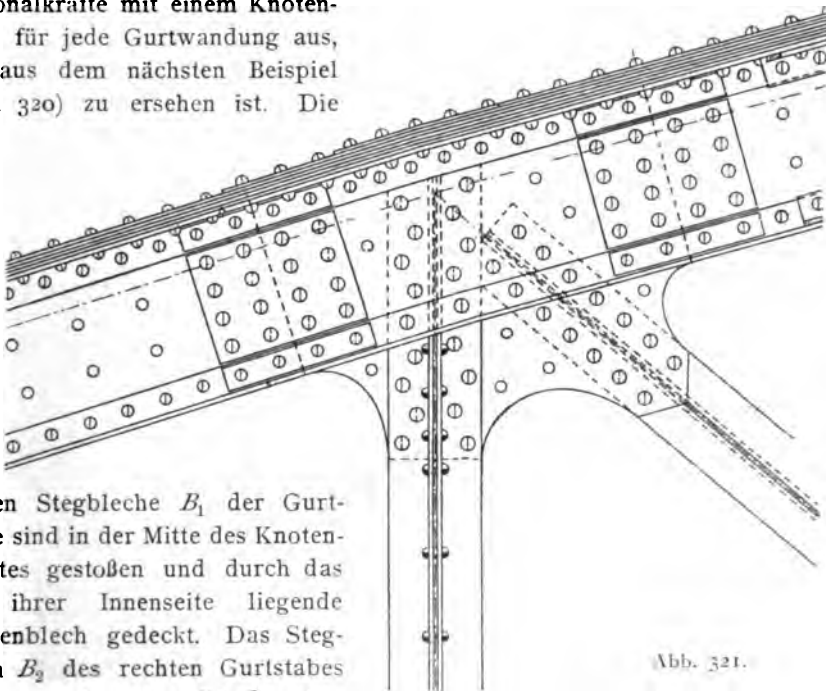 onalkräfte mit einem Knoten-
für jede Gurtwandung aus,
aus dem nächsten Beispiel
320) zu ersehen ist. Die
en Stegbleche B₁ der Gurt-
e sind in der Mitte des Knoten-
tes gestoßen und durch das
ihrer Innenseite liegende
enblech gedeckt. Das Steg-
B₂ des rechten Gurtstabes
Abb. 321.